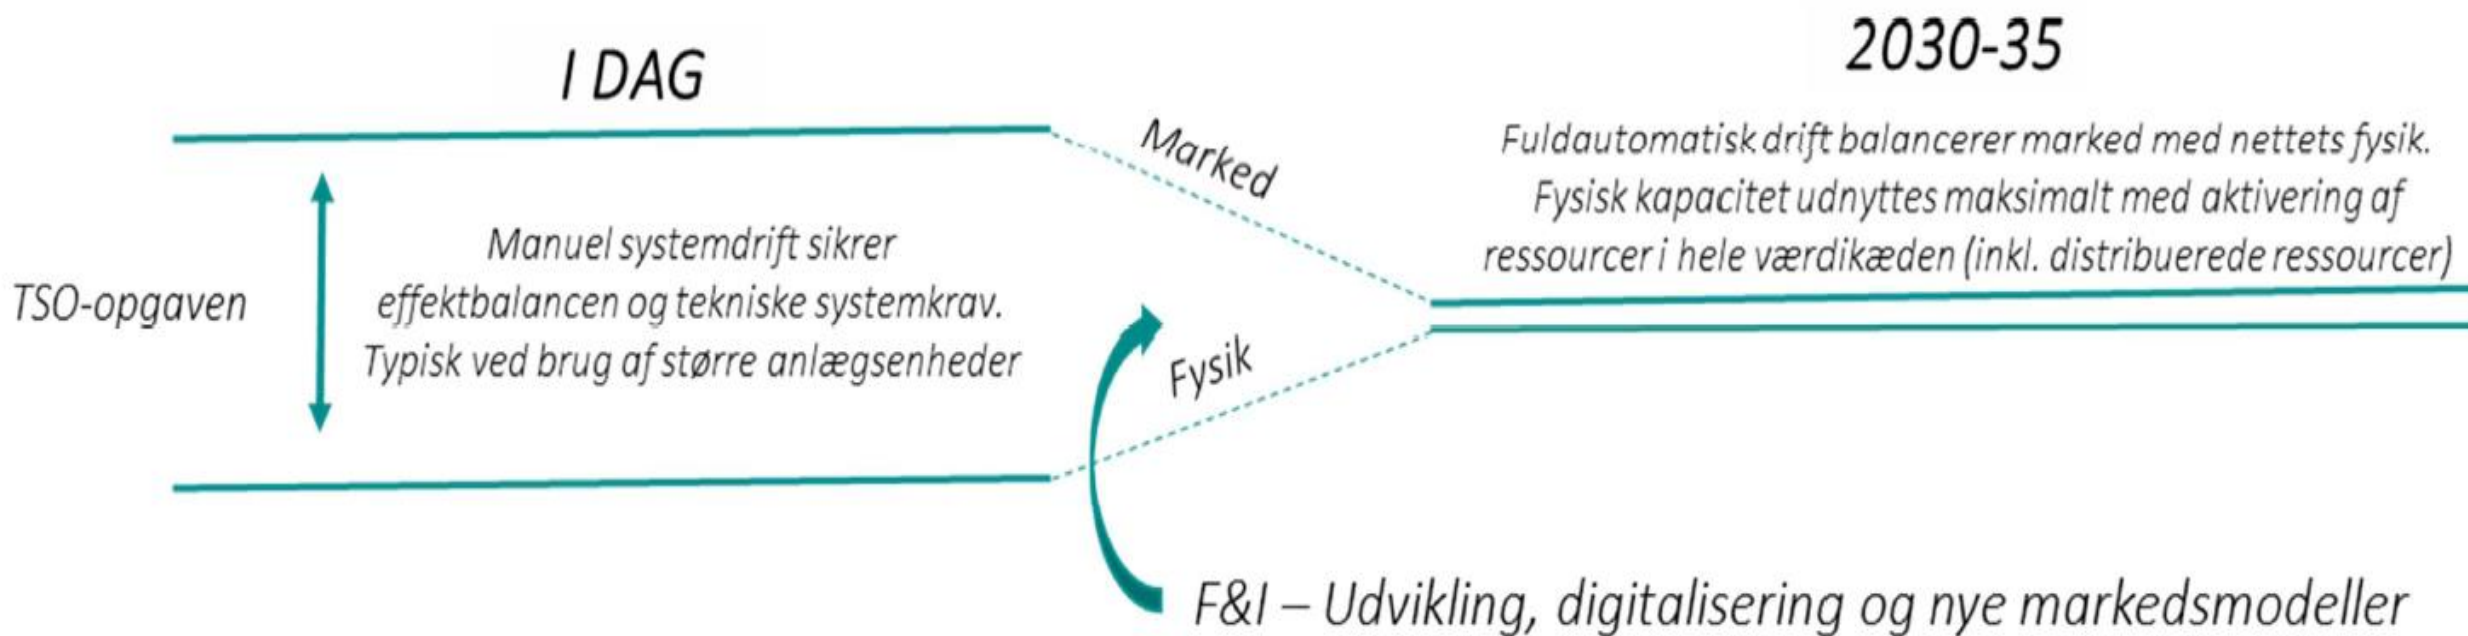 I DAG
2030-35
Marked
Fuldautomatisk drift balancerer marked med nettets fysik.
Fysisk kapacitet udnyttes maksimalt med aktivering af
ressourcer i hele værdikæden (inkl. distribuerede ressourcer)
TSO-opgaven
Manuel systemdrift sikrer
effektbalancen og tekniske systemkrav.
Typisk ved brug af større anlægsenheder
Fysik
F&I – Udvikling, digitalisering og nye markedsmodeller